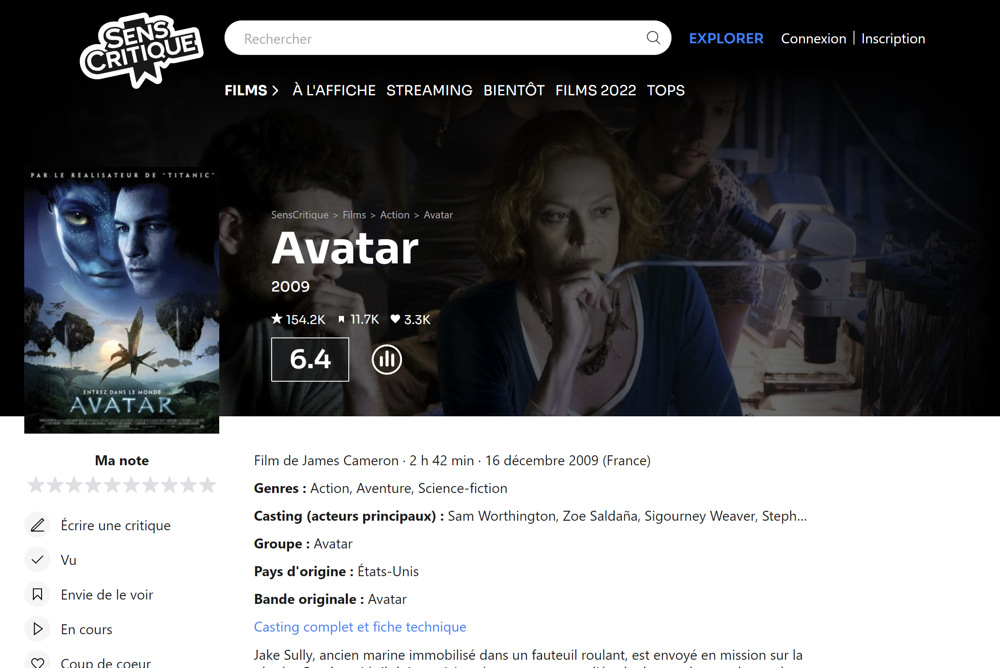 SENS
CRITIQUE
Rechercher
EXPLORER
Connexion | Inscription
FILMS > À L'AFFICHE STREAMING BIENTÔT FILMS 2022 TOPS
PAR LE RÉALISATEUR DE "TITANIC"
ENTREZ DANS LE MONDE
AVATAR
SensCritique > Films > Action > Avatar
Avatar
2009
154.2K 11.7K 3.3K
6.4
Ma note
Écrire une critique
Vu
Envie de le voir
En cours
Coup de coeur
Film de James Cameron · 2 h 42 min · 16 décembre 2009 (France)
Genres : Action, Aventure, Science-fiction
Casting (acteurs principaux) : Sam Worthington, Zoe Saldaña, Sigourney Weaver, Steph...
Groupe : Avatar
Pays d'origine : États-Unis
Bande originale : Avatar
Casting complet et fiche technique
Jake Sully, ancien marine immobilisé dans un fauteuil roulant, est envoyé en mission sur la